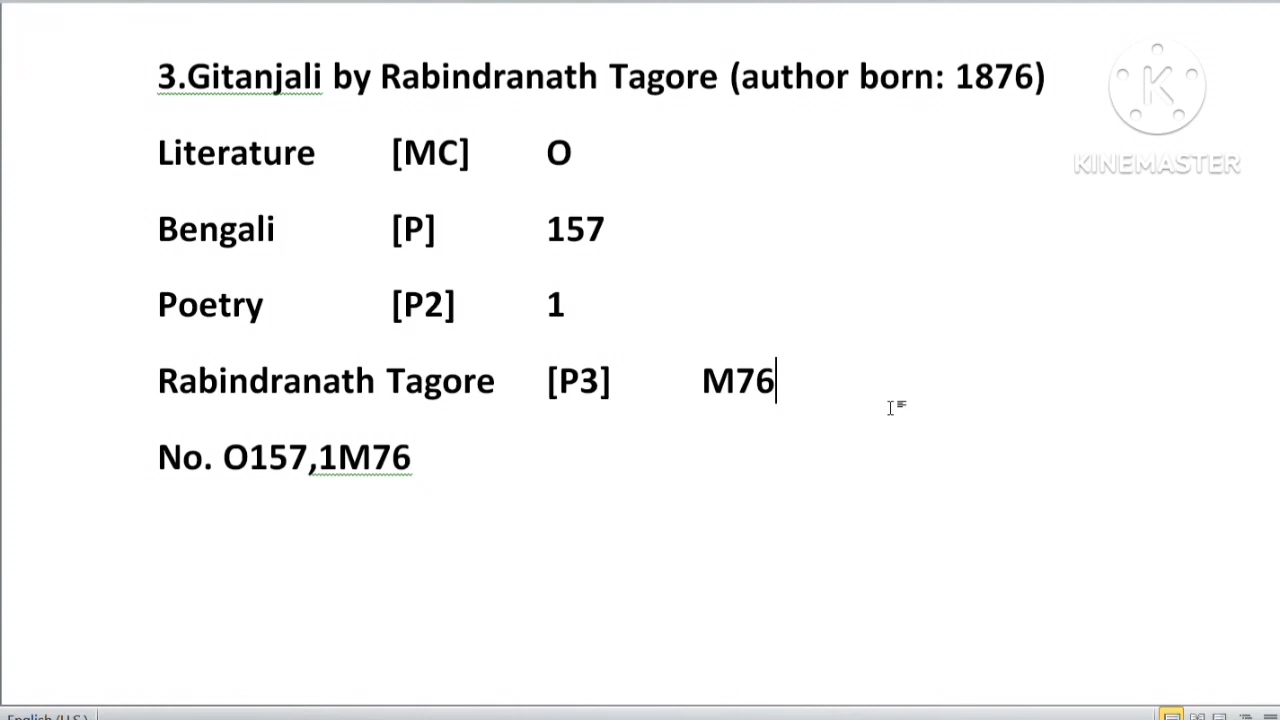 3.Gitanjali by Rabindranath Tagore (author born: 1876)
K
KINEMASTER
Literature [MC] O
Bengali [P] 157
Poetry [P2] 1
Rabindranath Tagore [P3] M76
No. O157,1M76
English (U.S.)